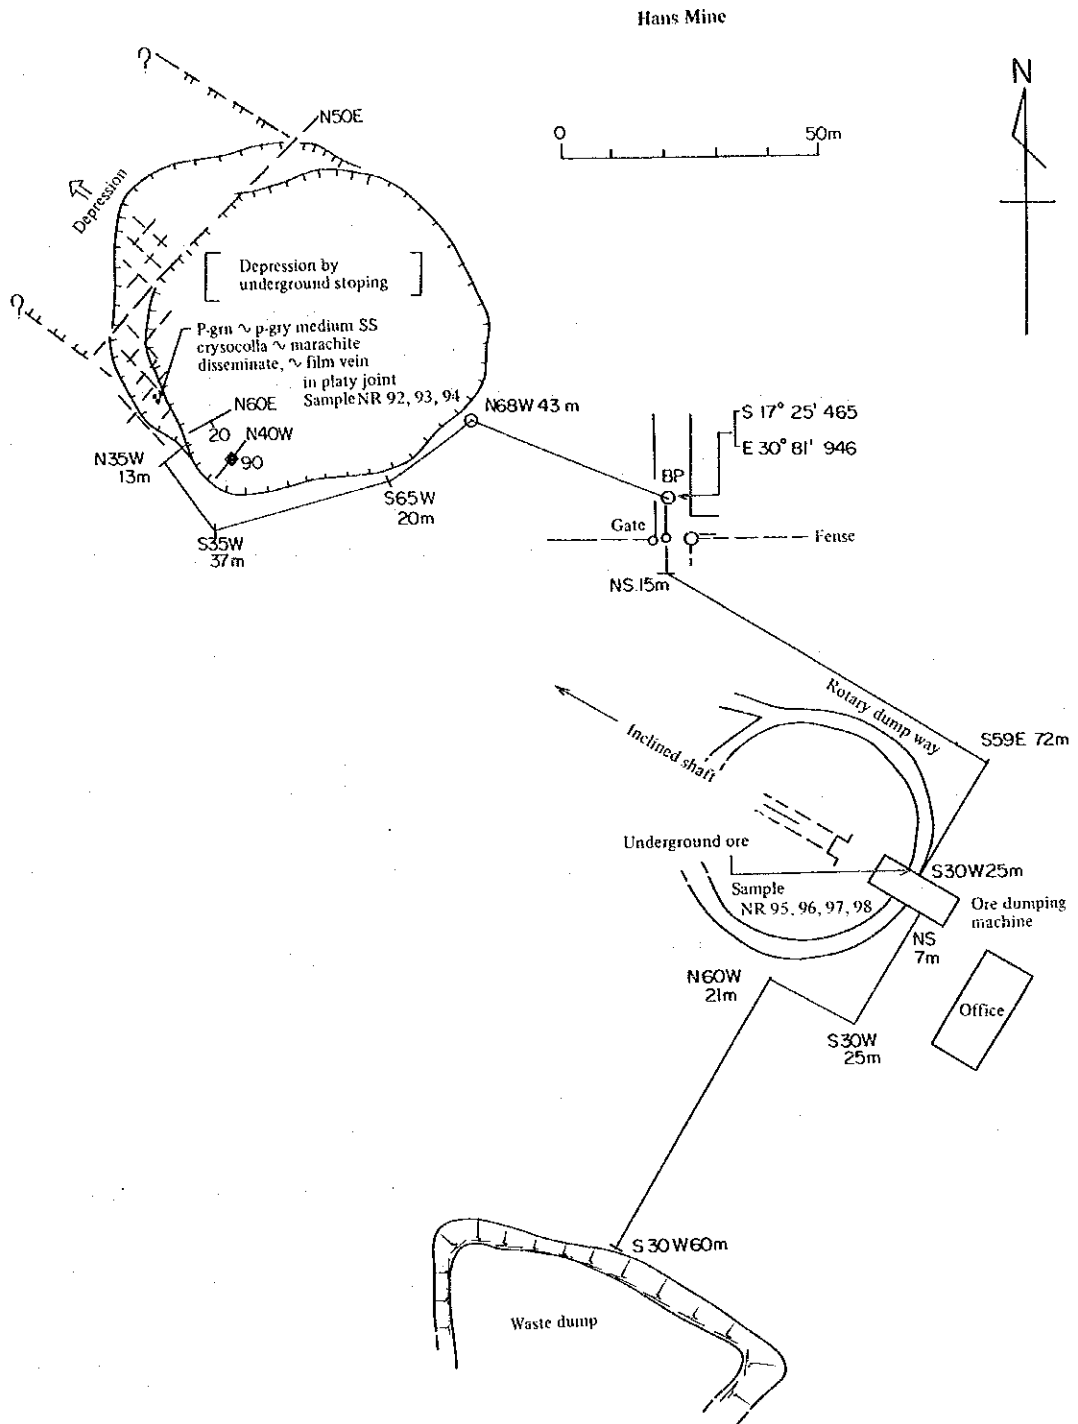 Hans Mine
N
0 50m
?
N50E
Depression
Depression by
underground stoping
?
P-grn ~ p-gry medium SS
crysocolla ~ marachite
disseminate, ~ film vein
in platy joint
Sample NR 92, 93, 94
N60E
20
N40W
90
N35W
13m
S35W
37m
S65W
20m
N68W 43 m
S 17° 25' 465
E 30° 81' 946
BP
Gate
Fense
NS.15m
Rotary dump way
S59E 72m
Inclined shaft
Underground ore
Sample
NR 95, 96, 97, 98
S30W25m
Ore dumping
machine
NS
7m
N60W
21m
Office
S30W
25m
S30W60m
Waste dump